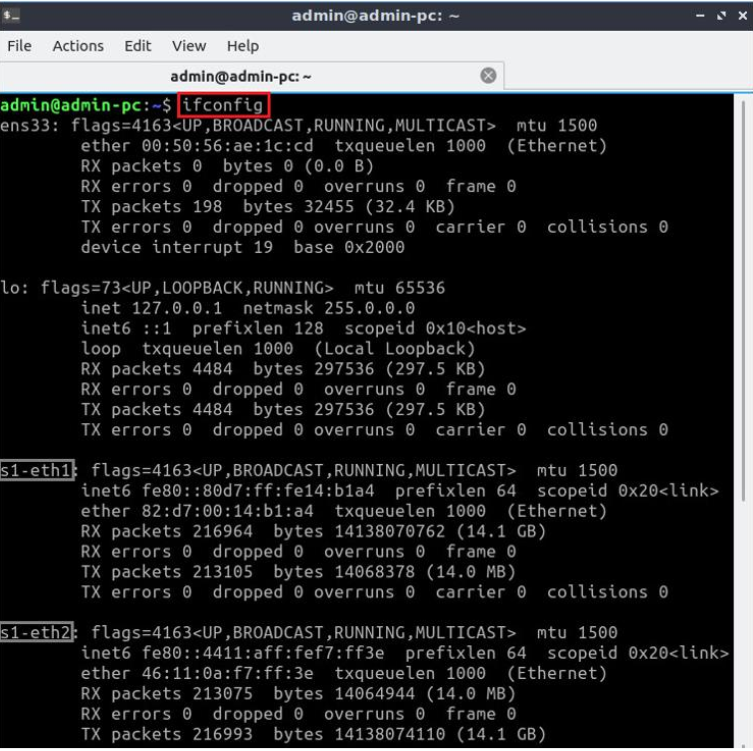 admin@admin-pc: ~
File Actions Edit View Help
admin@admin-pc: ~
admin@admin-pc:~$ ifconfig
ens33: flags=4163<UP,BROADCAST,RUNNING,MULTICAST>  mtu 1500
        ether 00:50:56:ae:1c:cd  txqueuelen 1000  (Ethernet)
        RX packets 0  bytes 0 (0.0 B)
        RX errors 0  dropped 0  overruns 0  frame 0
        TX packets 198  bytes 32455 (32.4 KB)
        TX errors 0  dropped 0 overruns 0  carrier 0  collisions 0
        device interrupt 19  base 0x2000
lo: flags=73<UP,LOOPBACK,RUNNING>  mtu 65536
        inet 127.0.0.1  netmask 255.0.0.0
        inet6 ::1  prefixlen 128  scopeid 0x10<host>
        loop  txqueuelen 1000  (Local Loopback)
        RX packets 4484  bytes 297536 (297.5 KB)
        RX errors 0  dropped 0  overruns 0  frame 0
        TX packets 4484  bytes 297536 (297.5 KB)
        TX errors 0  dropped 0 overruns 0  carrier 0  collisions 0
s1-eth1: flags=4163<UP,BROADCAST,RUNNING,MULTICAST>  mtu 1500
        inet6 fe80::80d7:ff:fe14:b1a4  prefixlen 64  scopeid 0x20<link>
        ether 82:d7:00:14:b1:a4  txqueuelen 1000  (Ethernet)
        RX packets 216964  bytes 14138070762 (14.1 GB)
        RX errors 0  dropped 0  overruns 0  frame 0
        TX packets 213105  bytes 14068378 (14.0 MB)
        TX errors 0  dropped 0 overruns 0  carrier 0  collisions 0
s1-eth2: flags=4163<UP,BROADCAST,RUNNING,MULTICAST>  mtu 1500
        inet6 fe80::4411:aff:fef7:ff3e  prefixlen 64  scopeid 0x20<link>
        ether 46:11:0a:f7:ff:3e  txqueuelen 1000  (Ethernet)
        RX packets 213075  bytes 14064944 (14.0 MB)
        RX errors 0  dropped 0  overruns 0  frame 0
        TX packets 216993  bytes 14138074110 (14.1 GB)